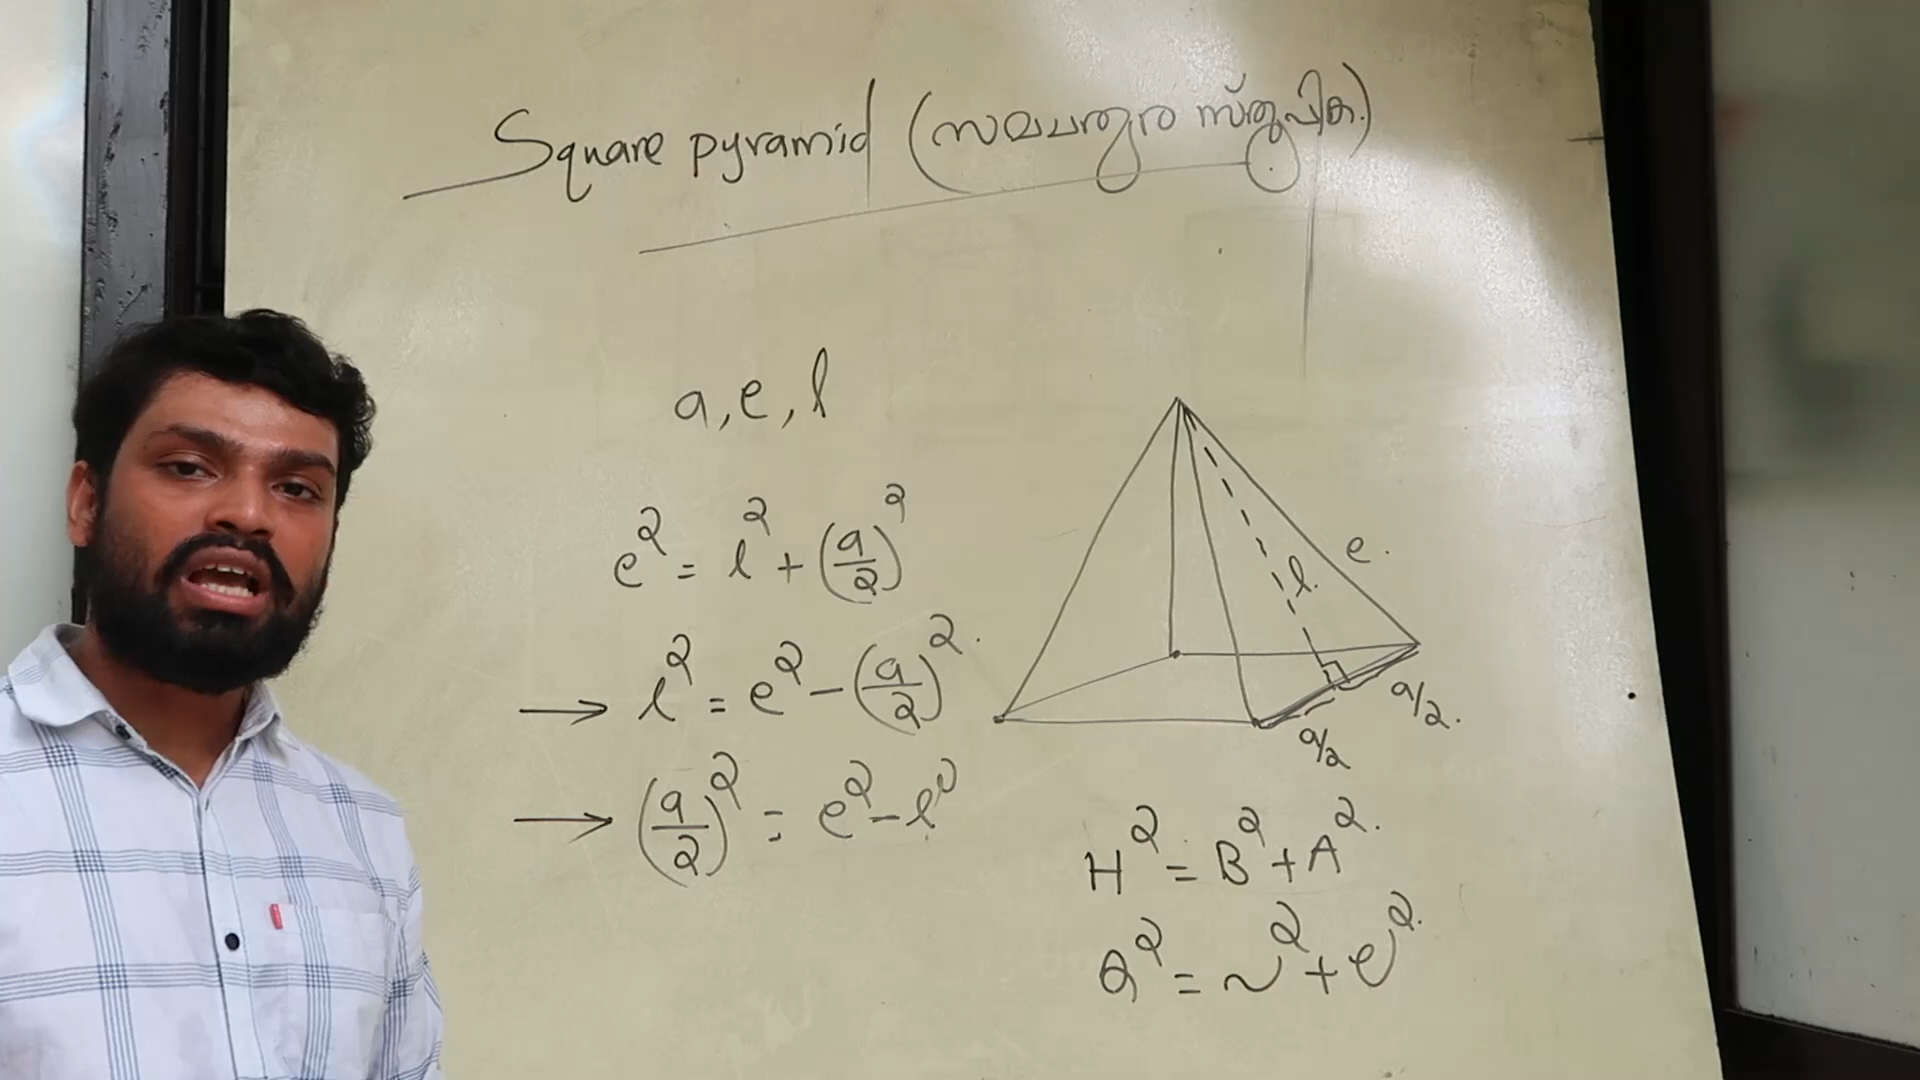 Square pyramid (സമചതുര സ്തൂപിക.)
a, e, l
e² = l² + (a/2)²
→ l² = e² - (a/2)².
→ (a/2)² = e² - l²
e.
l.
a/2.
a/2
H² = B² + A².